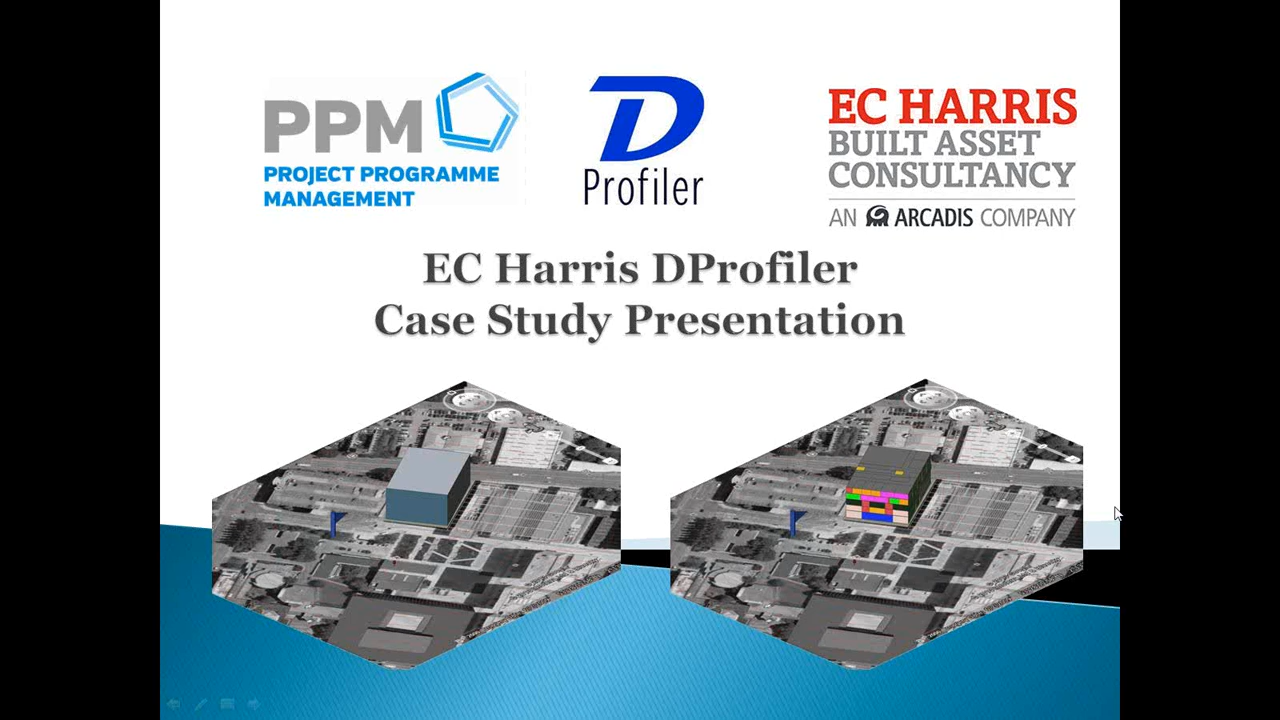 PPM
PROJECT PROGRAMME
MANAGEMENT
D
Profiler
EC HARRIS
BUILT ASSET
CONSULTANCY
AN ARCADIS COMPANY
EC Harris DProfiler
Case Study Presentation